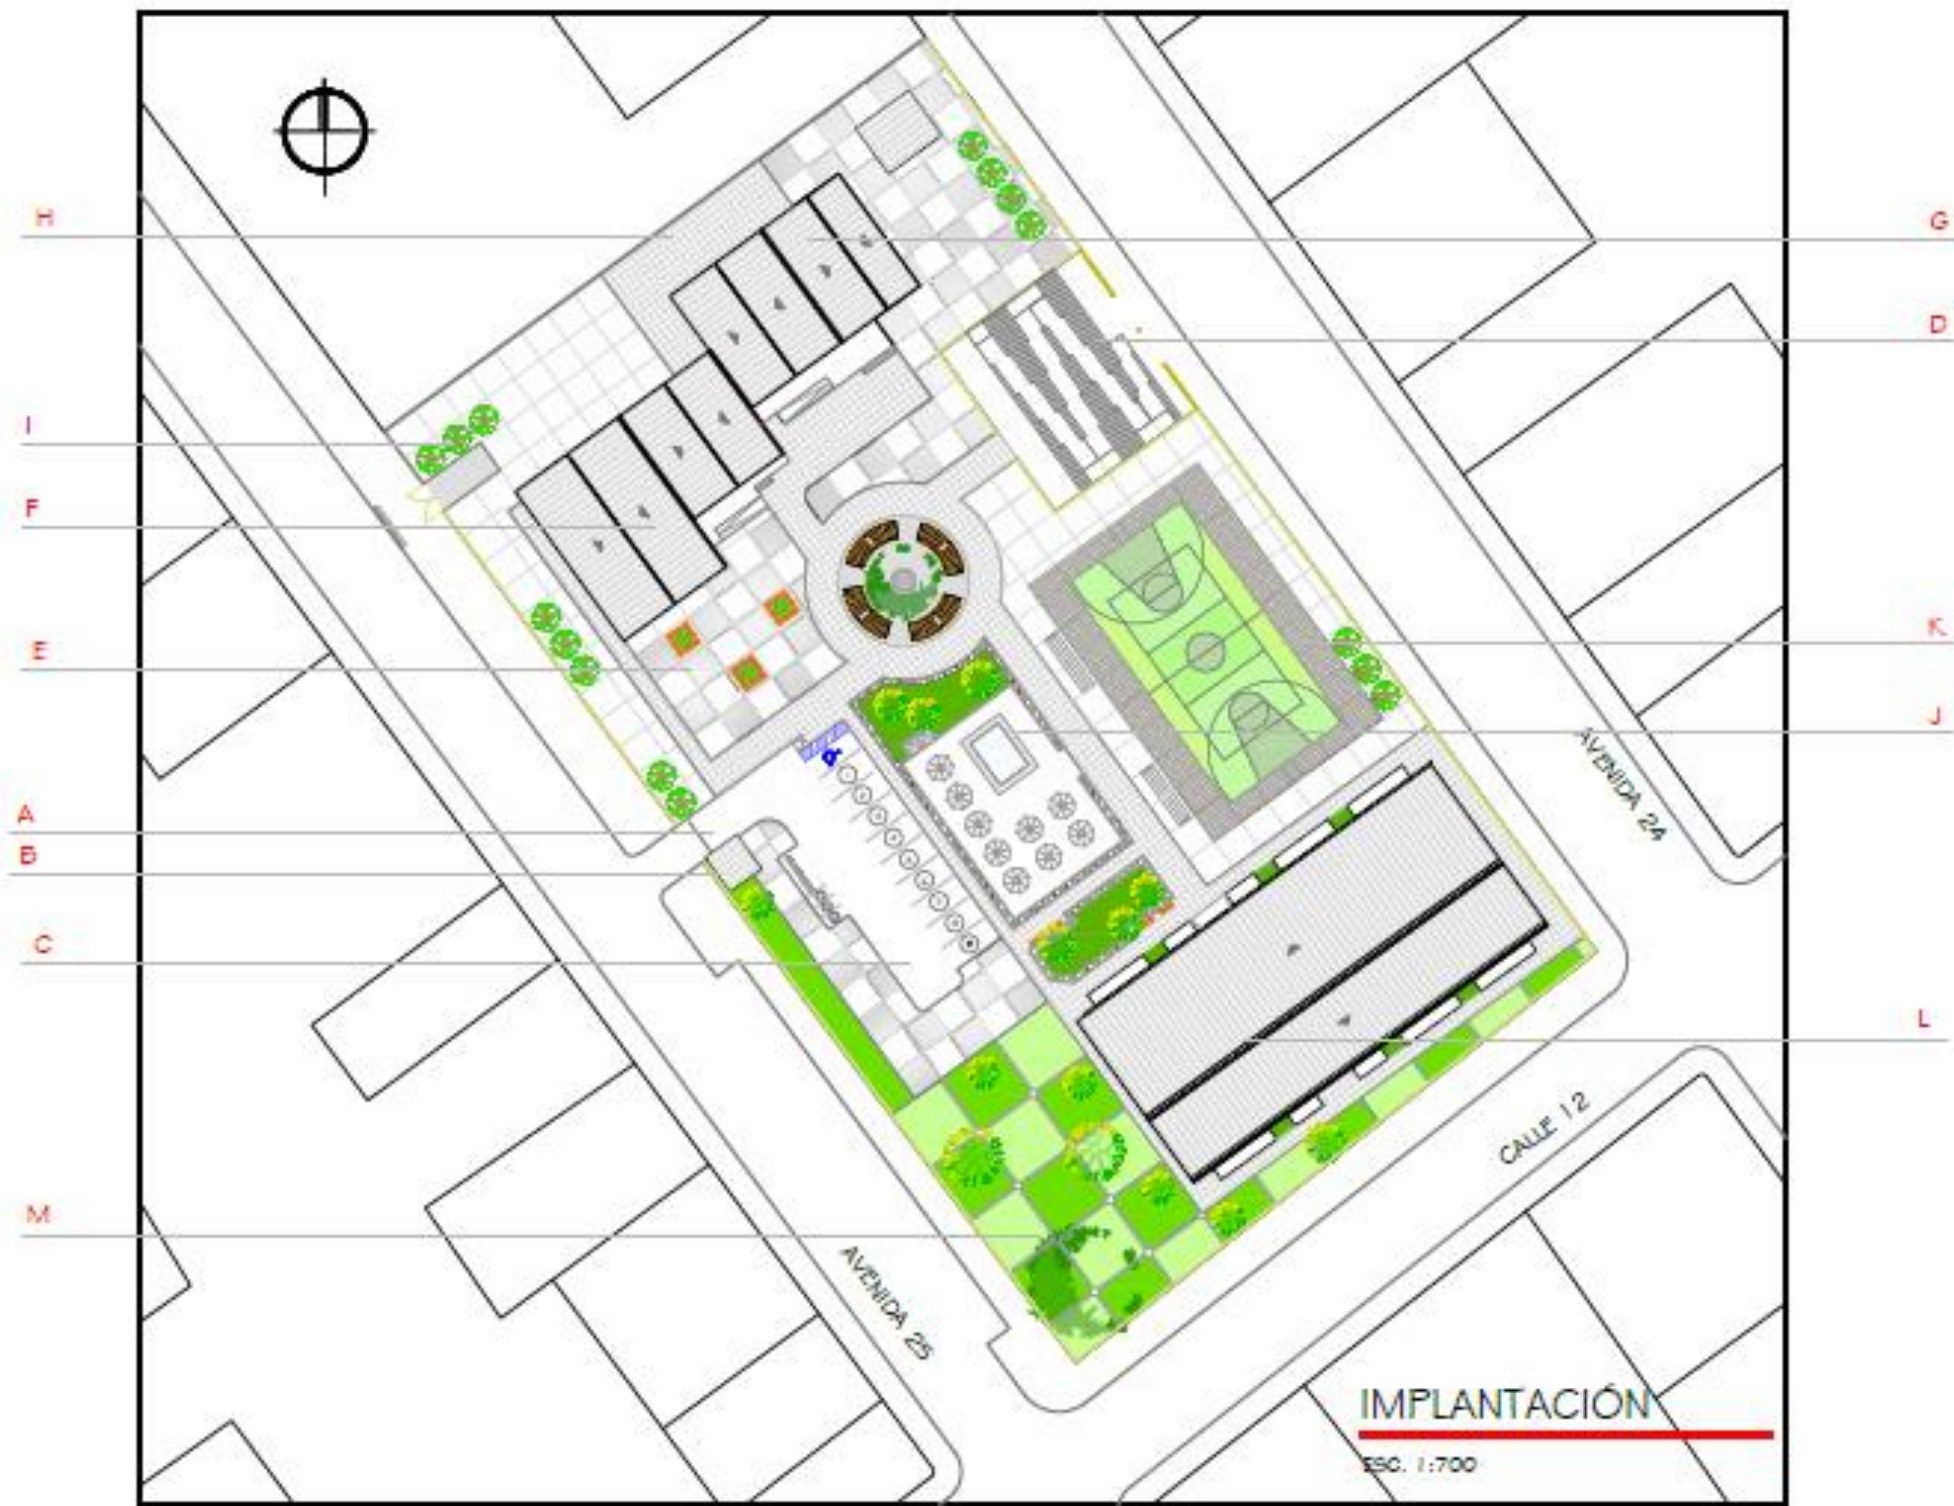 H
G
D
I
F
E
K
J
AVENIDA 24
A
B
C
L
CALLE 12
M
AVENIDA 25
IMPLANTACIÓN
ESC. 1:700